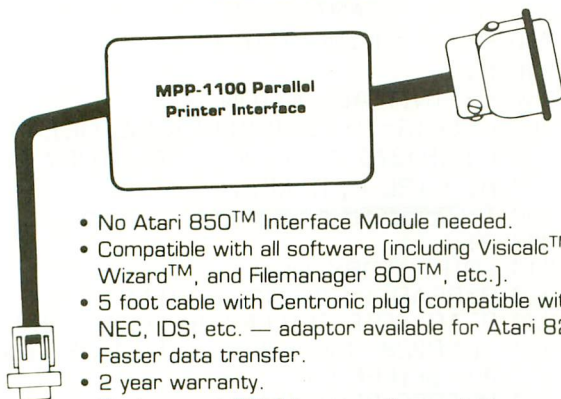 MPP-1100 Parallel
Printer Interface
• No Atari 850™ Interface Module needed.
• Compatible with all software (including Visicalc™
Wizard™, and Filemanager 800™, etc.).
• 5 foot cable with Centronic plug (compatible
NEC, IDS, etc. — adaptor available for Atari
• Faster data transfer.
• 2 year warranty.